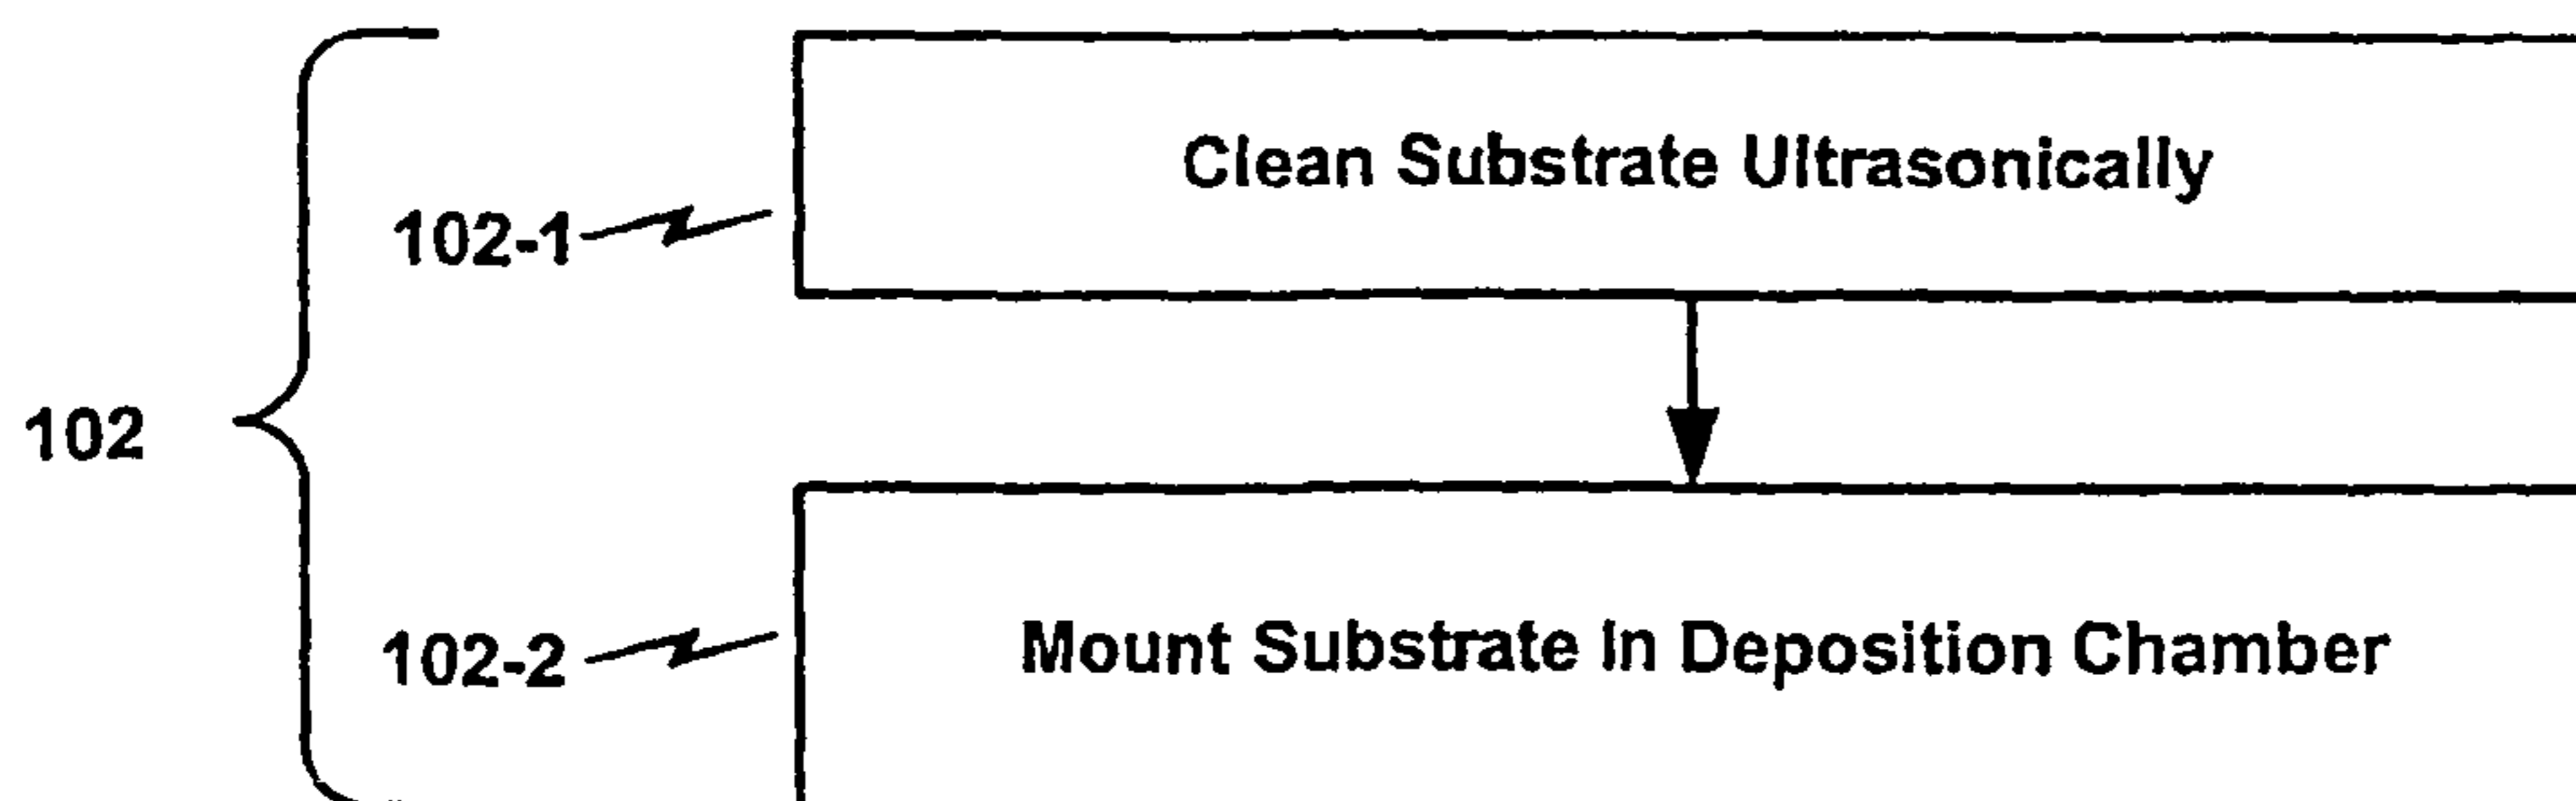 Clean Substrate Ultrasonically
102-1
102
102-2
Mount Substrate In Deposition Chamber